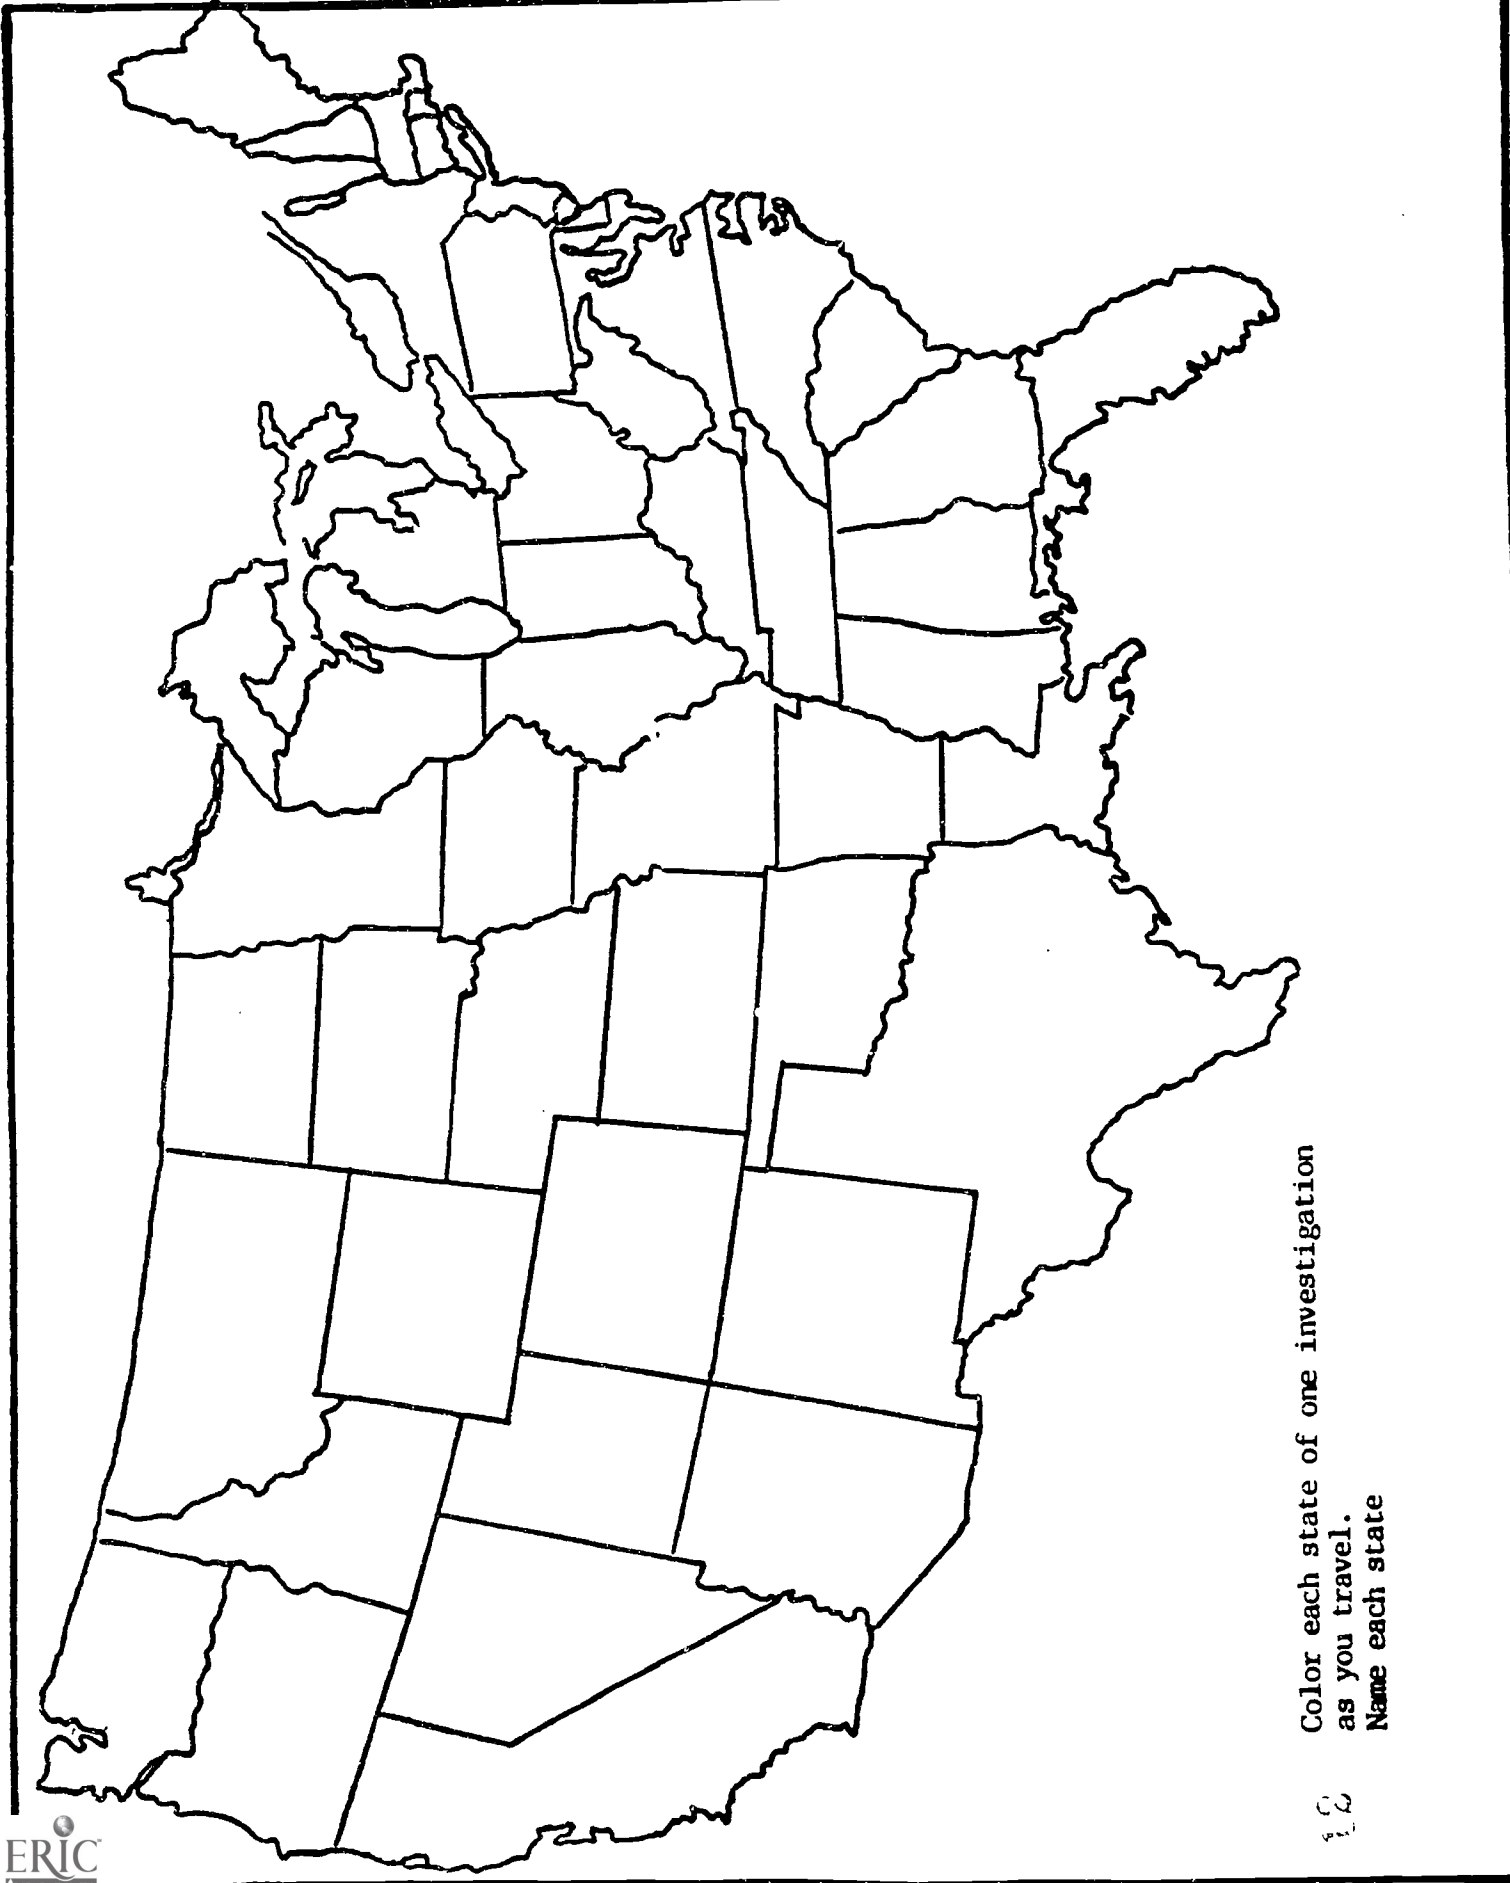 Color each state of one investigation
as you travel.
Name each state
ERIC